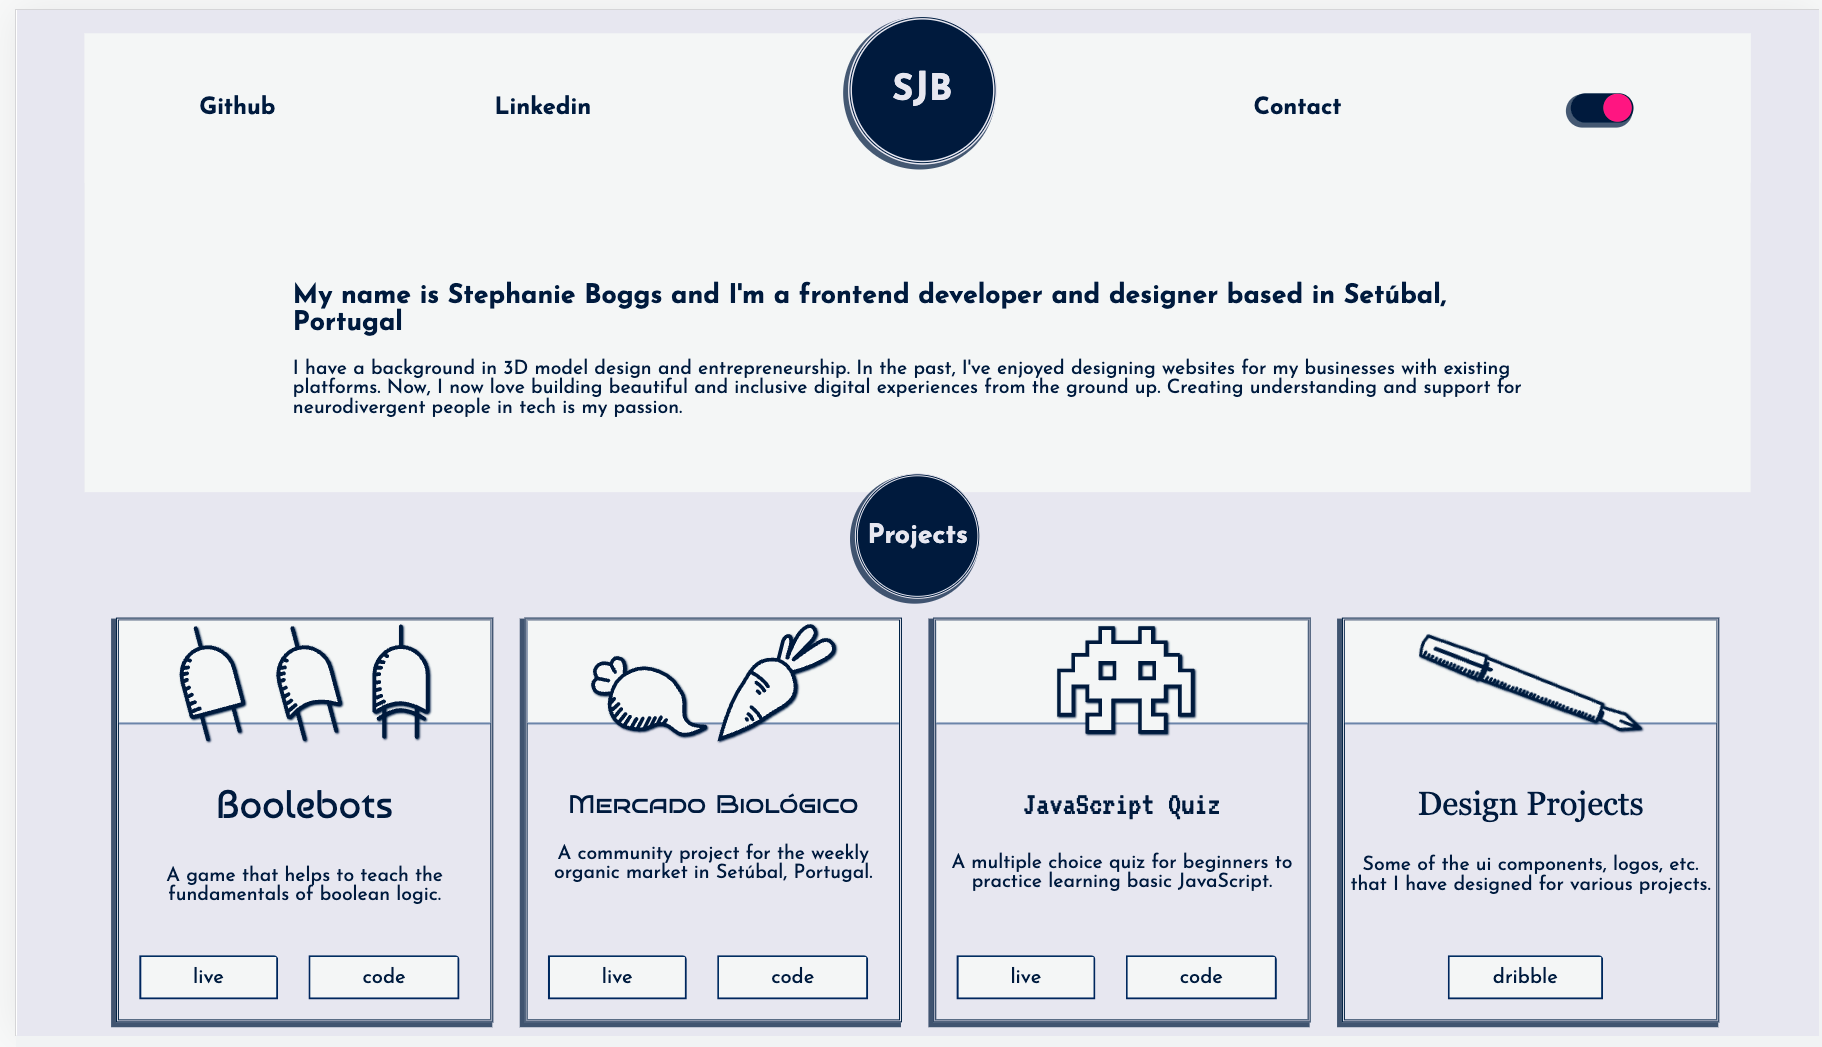 Github
Linkedin
SJB
Contact
My name is Stephanie Boggs and I'm a frontend developer and designer based in Setúbal,
Portugal
I have a background in 3D model design and entrepreneurship. In the past, I've enjoyed designing websites for my businesses with existing
platforms. Now, I now love building beautiful and inclusive digital experiences from the ground up. Creating understanding and support for
neurodivergent people in tech is my passion.
Projects
Boolebots
A game that helps to teach the
fundamentals of boolean logic.
live
code
Mercado Biológico
A community project for the weekly
organic market in Setúbal, Portugal.
live
code
JavaScript Quiz
A multiple choice quiz for beginners to
practice learning basic JavaScript.
live
code
Design Projects
Some of the ui components, logos, etc.
that I have designed for various projects.
dribble